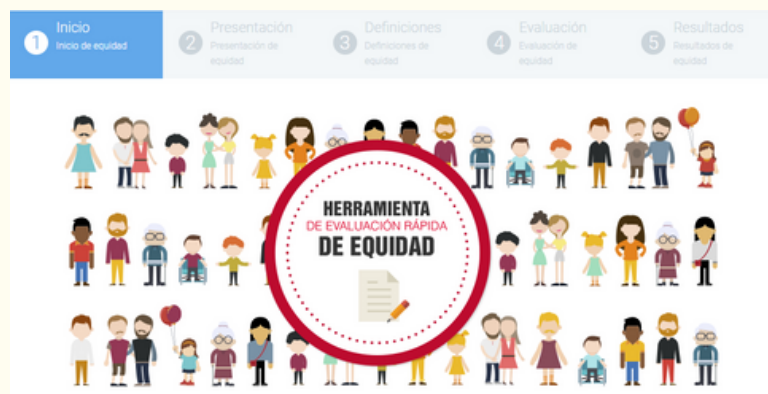 1
Inicio
Inicio de equidad
2
Presentación
Presentación de
equidad
3
Definiciones
Definiciones de
equidad
4
Evaluación
Evaluación de
equidad
5
Resultados
Resultados de
equidad
HERRAMIENTA
DE EVALUACIÓN RÁPIDA
DE EQUIDAD